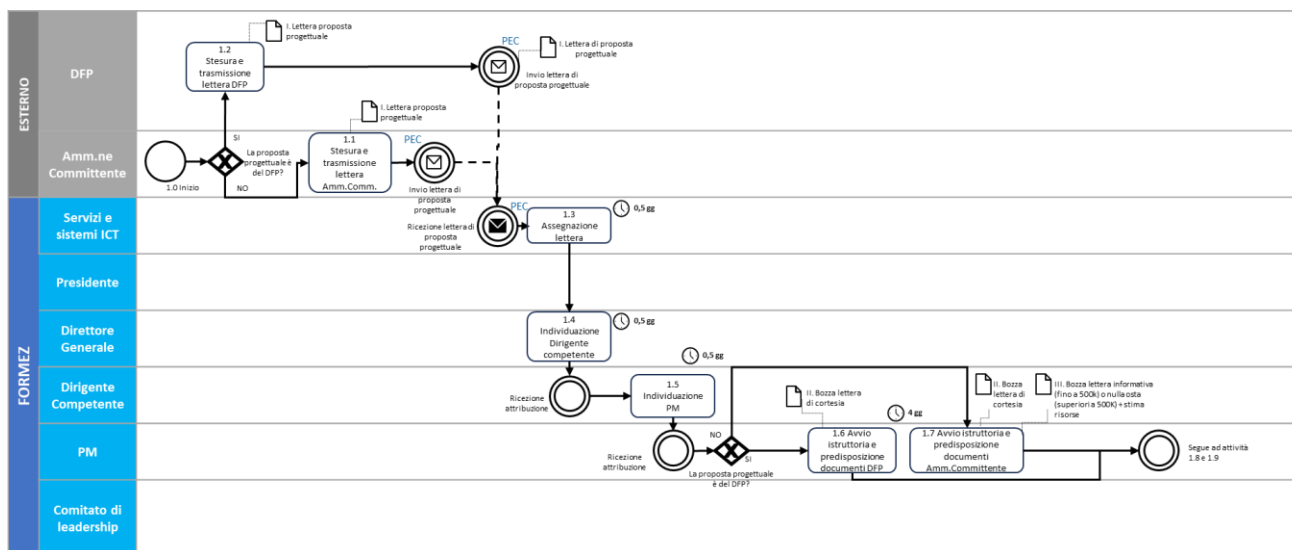 ESTERNO
DFP
1.2
Stesura e
trasmissione
lettera DFP
I. Lettera proposta
progettuale
PEC
I. Lettera di proposta
progettuale
Invio lettera di
proposta progettuale
SI
Amm.ne
Committente
1.0 Inizio
La proposta
progettuale è
del DFP?
NO
I. Lettera proposta
progettuale
1.1
Stesura e
trasmissione
lettera
Amm.Comm.
PEC
Invio lettera di
proposta
progettuale
FORMEZ
Servizi e
sistemi ICT
PEC
Ricezione lettera di
proposta
progettuale
1.3
Assegnazione
lettera
0,5 gg
Presidente
Direttore
Generale
1.4
Individuazione
Dirigente
competente
0,5 gg
Dirigente
Competente
Ricezione
attribuzione
1.5
Individuazione
PM
0,5 gg
II. Bozza lettera
di cortesia
II. Bozza
lettera di
cortesia
III. Bozza lettera informativa
(fino a 500k) o nulla osta
(superiori a 500K) + stima
risorse
PM
Ricezione
attribuzione
NO
SI
La proposta progettuale
è del DFP?
1.6 Avvio
istruttoria e
predisposizione
documenti DFP
4 gg
1.7 Avvio istruttoria e
predisposizione
documenti
Amm.Committente
Segue ad attività
1.8 e 1.9
Comitato di
leadership